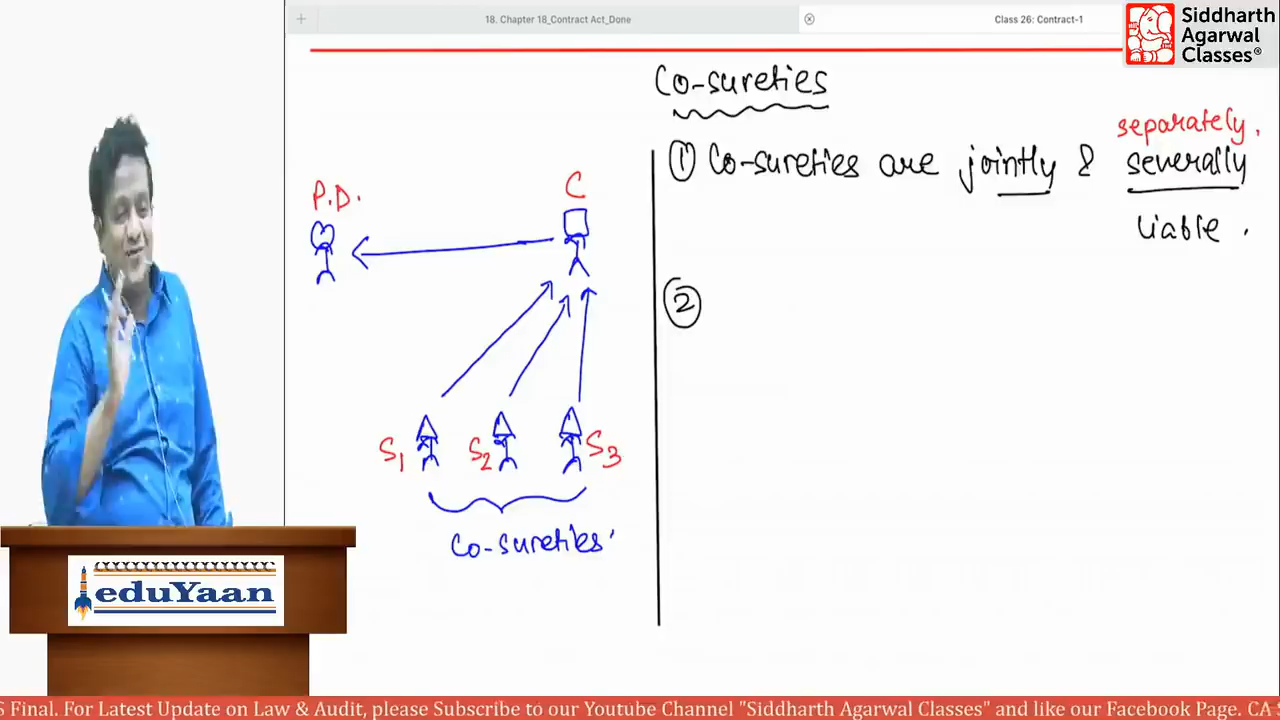 18. Chapter 18_Contract Act_Done
Class 26: Contract-1
Siddharth
Agarwal
Classes®
Co-sureties
separately.
① Co-sureties are jointly & severally
liable.
②
P.D.
C
S1
S2
S3
Co-sureties
eduYaan
S Final. For Latest Update on Law & Audit, please Subscribe to our Youtube Channel "Siddharth Agarwal Classes" and like our Facebook Page. CA